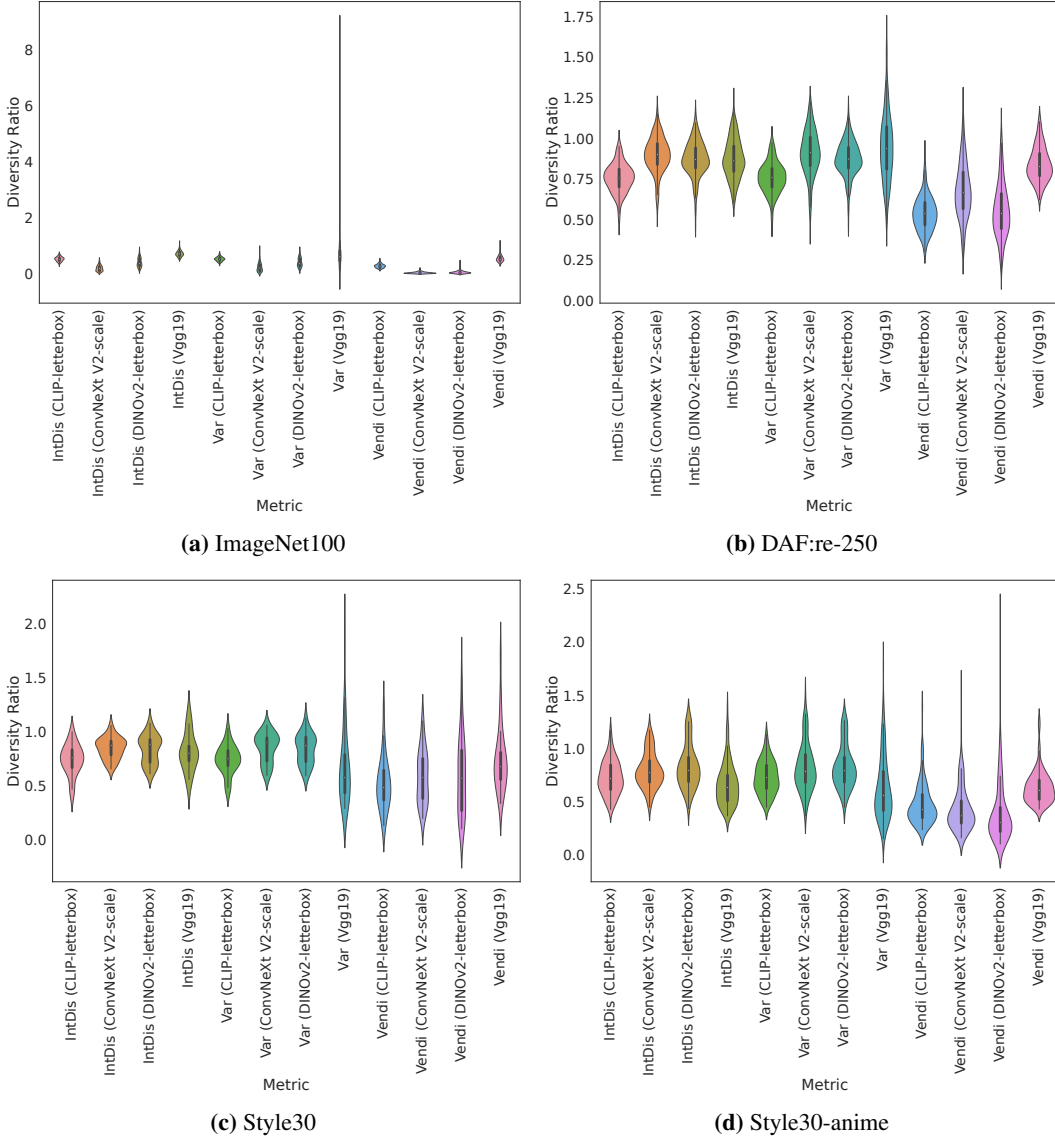 8
6
4
2
0
Diversity Ratio
IntDis (CLIP-letterbox)
IntDis (ConvNeXt V2-scale)
IntDis (DINOv2-letterbox)
IntDis (Vgg19)
Var (CLIP-letterbox)
Var (ConvNeXt V2-scale)
Var (DINOv2-letterbox)
Var (Vgg19)
Vendi (CLIP-letterbox)
Vendi (ConvNeXt V2-scale)
Vendi (DINOv2-letterbox)
Vendi (Vgg19)
Metric
(a) ImageNet100
1.75
1.50
1.25
1.00
0.75
0.50
0.25
0.00
Diversity Ratio
IntDis (CLIP-letterbox)
IntDis (ConvNeXt V2-scale)
IntDis (DINOv2-letterbox)
IntDis (Vgg19)
Var (CLIP-letterbox)
Var (ConvNeXt V2-scale)
Var (DINOv2-letterbox)
Var (Vgg19)
Vendi (CLIP-letterbox)
Vendi (ConvNeXt V2-scale)
Vendi (DINOv2-letterbox)
Vendi (Vgg19)
Metric
(b) DAF:re-250
2.0
1.5
1.0
0.5
0.0
Diversity Ratio
IntDis (CLIP-letterbox)
IntDis (ConvNeXt V2-scale)
IntDis (DINOv2-letterbox)
IntDis (Vgg19)
Var (CLIP-letterbox)
Var (ConvNeXt V2-scale)
Var (DINOv2-letterbox)
Var (Vgg19)
Vendi (CLIP-letterbox)
Vendi (ConvNeXt V2-scale)
Vendi (DINOv2-letterbox)
Vendi (Vgg19)
Metric
(c) Style30
2.5
2.0
1.5
1.0
0.5
0.0
Diversity Ratio
IntDis (CLIP-letterbox)
IntDis (ConvNeXt V2-scale)
IntDis (DINOv2-letterbox)
IntDis (Vgg19)
Var (CLIP-letterbox)
Var (ConvNeXt V2-scale)
Var (DINOv2-letterbox)
Var (Vgg19)
Vendi (CLIP-letterbox)
Vendi (ConvNeXt V2-scale)
Vendi (DINOv2-letterbox)
Vendi (Vgg19)
Metric
(d) Style30-anime